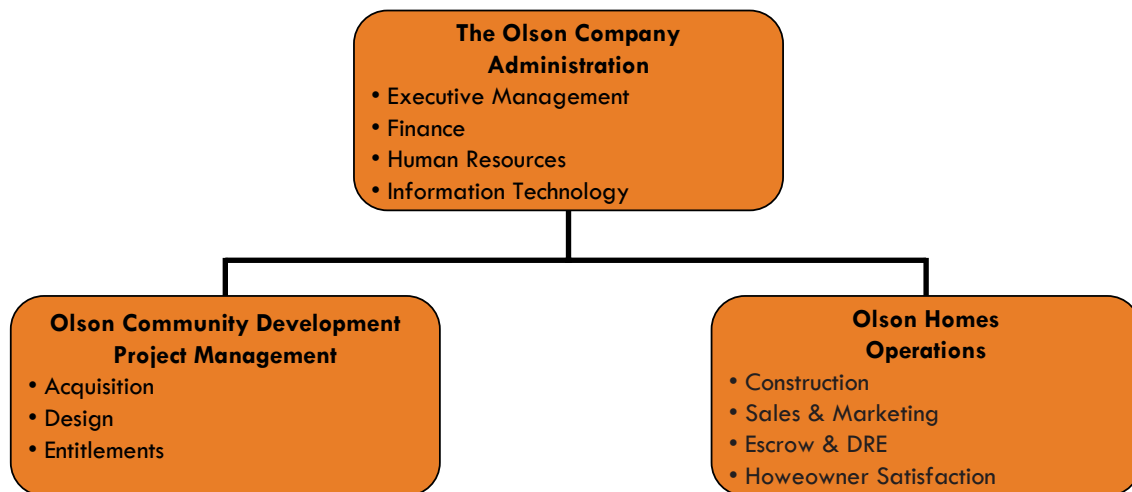 The Olson Company
Administration
• Executive Management
• Finance
• Human Resources
• Information Technology
Olson Community Development
Project Management
• Acquisition
• Design
• Entitlements
Olson Homes
Operations
• Construction
• Sales & Marketing
• Escrow & DRE
• Howeowner Satisfaction